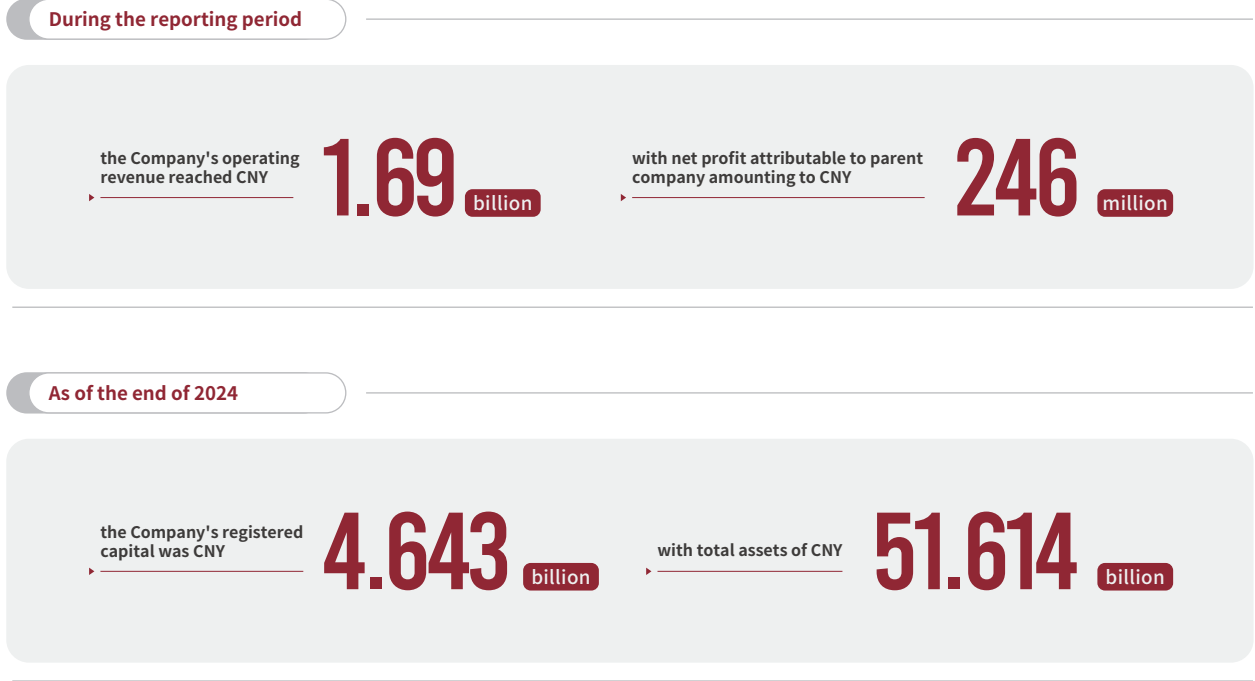 During the reporting period
the Company's operating
revenue reached CNY
1.69 billion
with net profit attributable to parent
company amounting to CNY
246 million
As of the end of 2024
the Company's registered
capital was CNY
4.643 billion
with total assets of CNY
51.614 billion